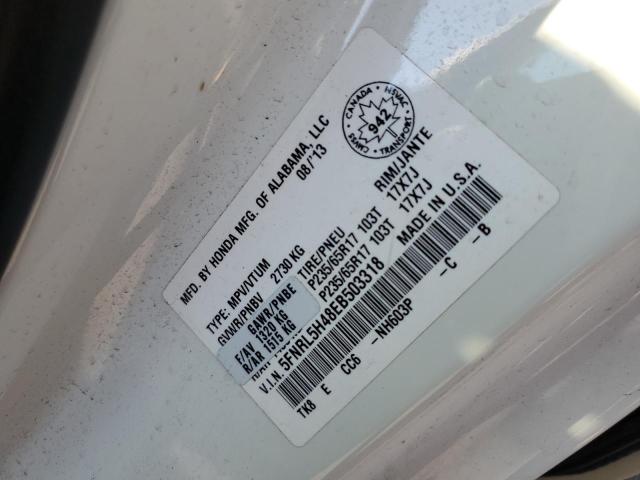 MFD. BY HONDA MFG. OF ALABAMA, LLC
08/'13
CANADA MSVAC
942
CMVSS TRANSPORT
TYPE: MPV/VTUM
GVWR/PNBV 2730 KG
GAWR/PNBE TIRE/PNEU RIM/JANTE
F/AV 1320 KG P235/65R17 103T 17X7J
R/AR 1515 KG P235/65R17 103T 17X7J
V.I.N. 5FNRL5H48EB503318 MADE IN U.S.A.
TK8 E CC6 -NH603P -C -B